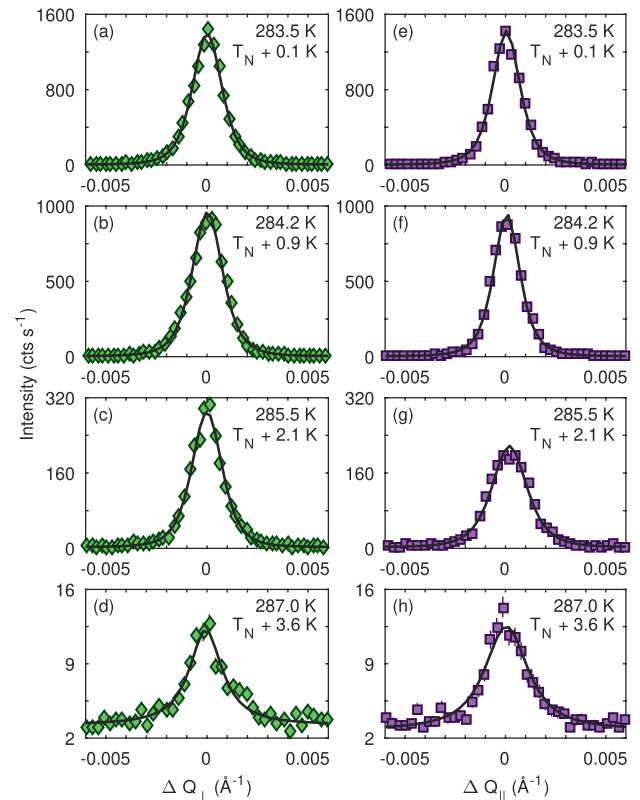 1600
800
0
(a)
283.5 K
T_N + 0.1 K
-0.005
0
0.005
(e)
283.5 K
T_N + 0.1 K
-0.005
0
0.005
1000
500
0
(b)
284.2 K
T_N + 0.9 K
-0.005
0
0.005
(f)
284.2 K
T_N + 0.9 K
1000
500
0
-0.005
0
0.005
Intensity (cts s⁻¹)
320
160
0
(c)
285.5 K
T_N + 2.1 K
-0.005
0
0.005
320
160
0
(g)
285.5 K
T_N + 2.1 K
-0.005
0
0.005
16
9
2
(d)
287.0 K
T_N + 3.6 K
-0.005
0
0.005
16
9
2
(h)
287.0 K
T_N + 3.6 K
-0.005
0
0.005
Δ Q_⊥ (Å⁻¹)
Δ Q_|| (Å⁻¹)